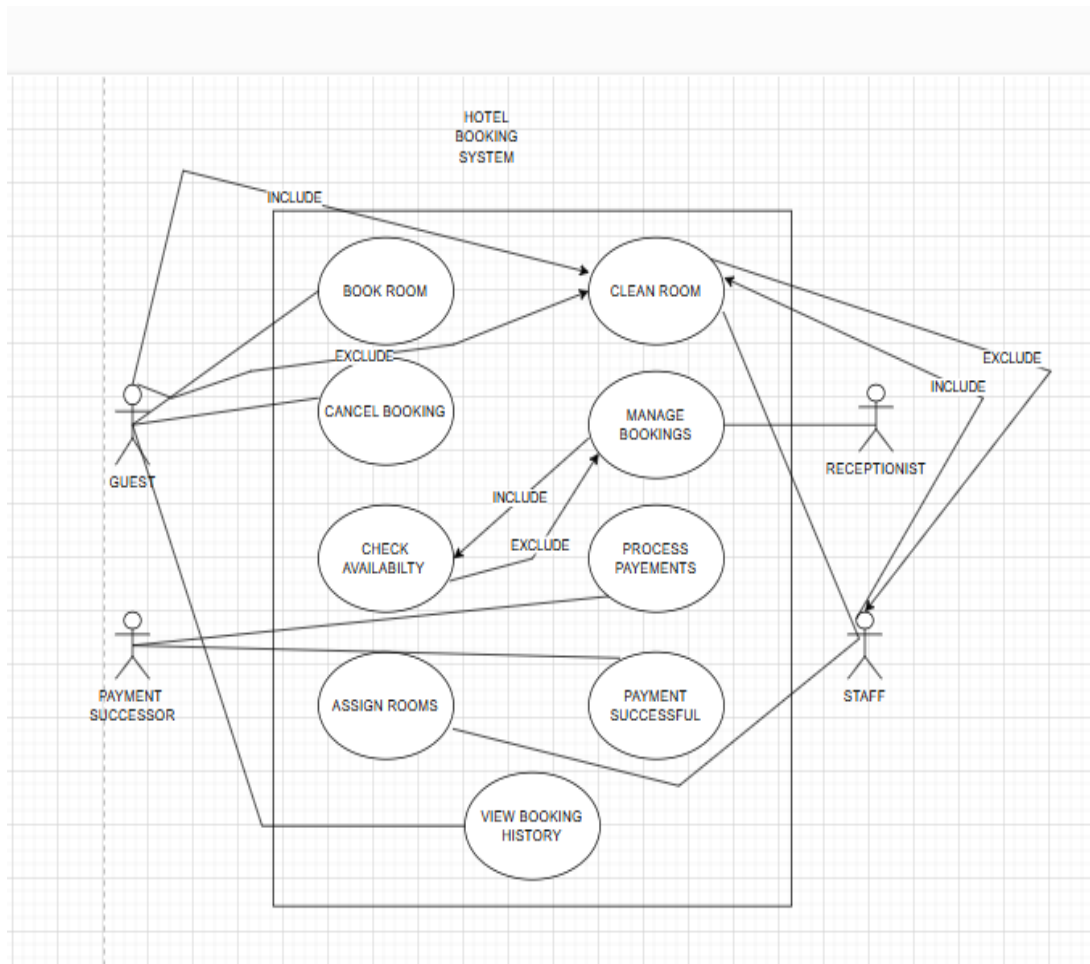 HOTEL
BOOKING
SYSTEM
INCLUDE
BOOK ROOM
CLEAN ROOM
EXCLUDE
EXCLUDE
INCLUDE
CANCEL BOOKING
MANAGE
BOOKINGS
GUEST
RECEPTIONIST
INCLUDE
EXCLUDE
CHECK
AVAILABILTY
PROCESS
PAYEMENTS
PAYMENT
SUCCESSOR
ASSIGN ROOMS
PAYMENT
SUCCESSFUL
STAFF
VIEW BOOKING
HISTORY